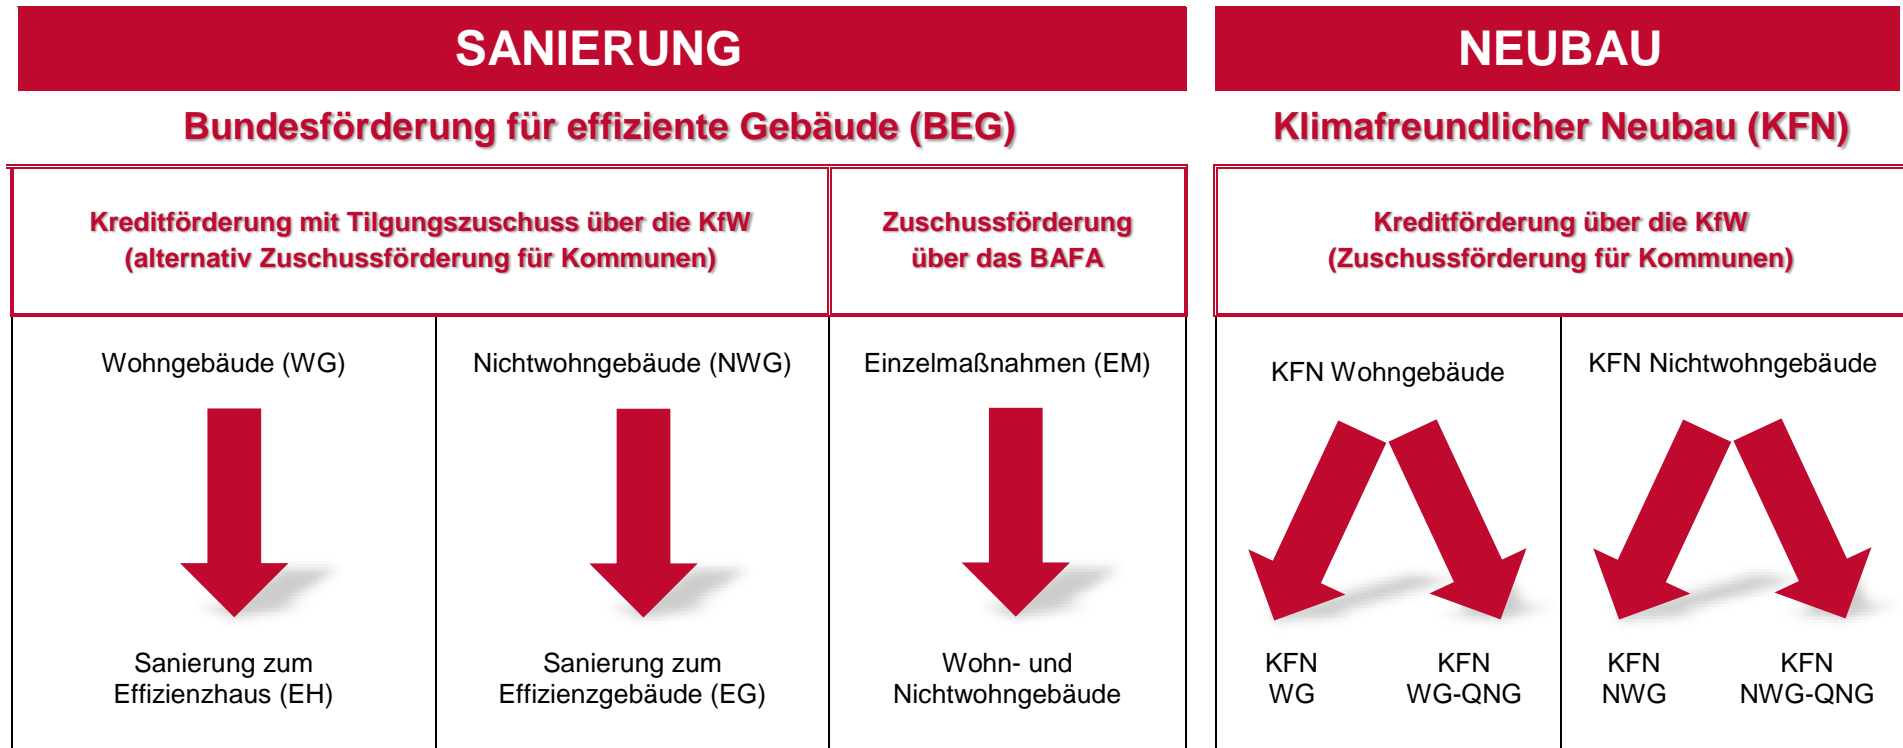 SANIERUNG
Bundesförderung für effiziente Gebäude (BEG)
Kreditförderung mit Tilgungszuschuss über die KfW
(alternativ Zuschussförderung für Kommunen)
Zuschussförderung
über das BAFA
Wohngebäude (WG)
Nichtwohngebäude (NWG)
Einzelmaßnahmen (EM)
Sanierung zum
Effizienzhaus (EH)
Sanierung zum
Effizienzgebäude (EG)
Wohn- und
Nichtwohngebäude
NEUBAU
Klimafreundlicher Neubau (KFN)
Kreditförderung über die KfW
(Zuschussförderung für Kommunen)
KFN Wohngebäude
KFN Nichtwohngebäude
KFN
WG
KFN
WG-QNG
KFN
NWG
KFN
NWG-QNG